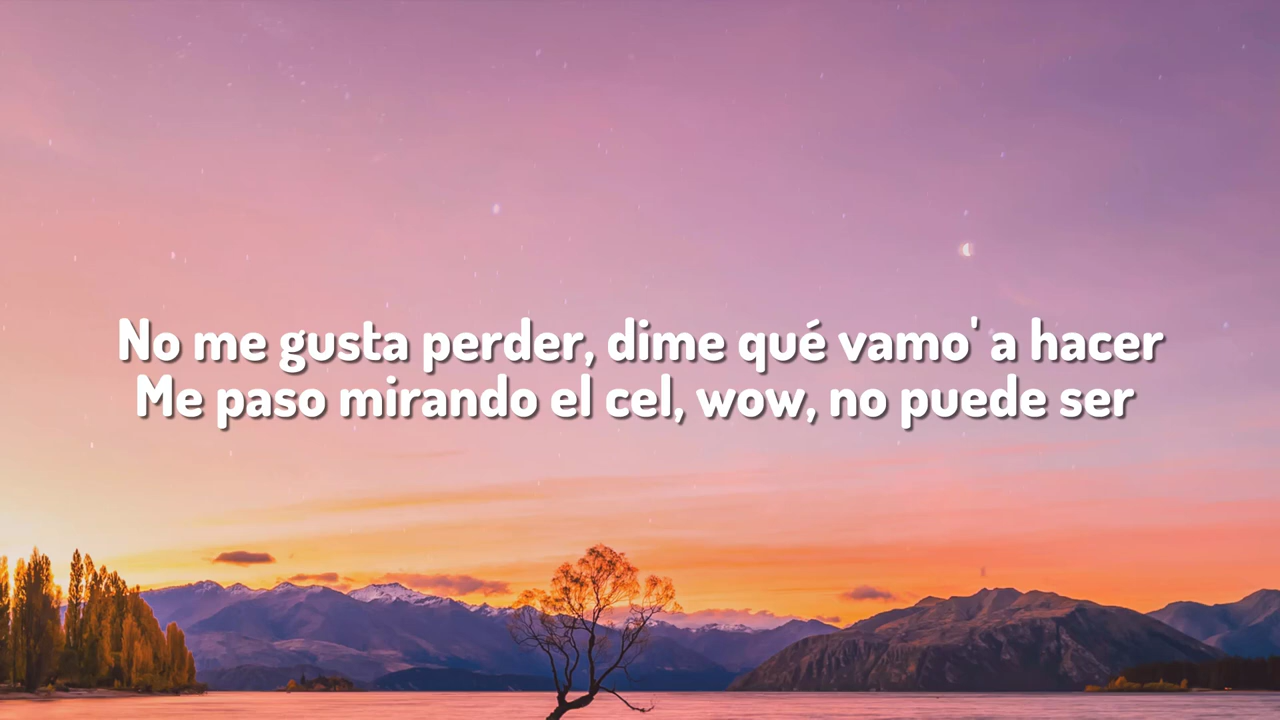 No me gusta perder, dime qué vamo' a hacer
Me paso mirando el cel, wow, no puede ser